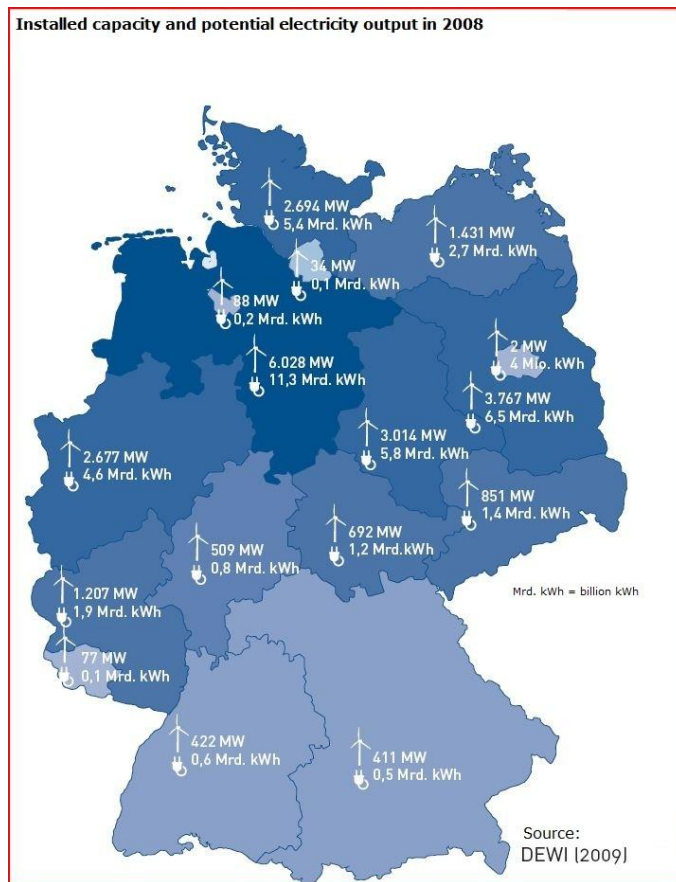 Installed capacity and potential electricity output in 2008
2.694 MW
5,4 Mrd. kWh
1.431 MW
2,7 Mrd. kWh
34 MW
0,1 Mrd. kWh
88 MW
0,2 Mrd. kWh
2 MW
4 Mio. kWh
6.028 MW
11,3 Mrd. kWh
3.767 MW
6,5 Mrd. kWh
3.014 MW
5,8 Mrd. kWh
2.677 MW
4,6 Mrd. kWh
851 MW
1,4 Mrd. kWh
692 MW
1,2 Mrd.kWh
509 MW
0,8 Mrd. kWh
Mrd. kWh = billion kWh
1.207 MW
1,9 Mrd. kWh
77 MW
0,1 Mrd. kWh
422 MW
0,6 Mrd. kWh
411 MW
0,5 Mrd. kWh
Source:
DEWI (2009)